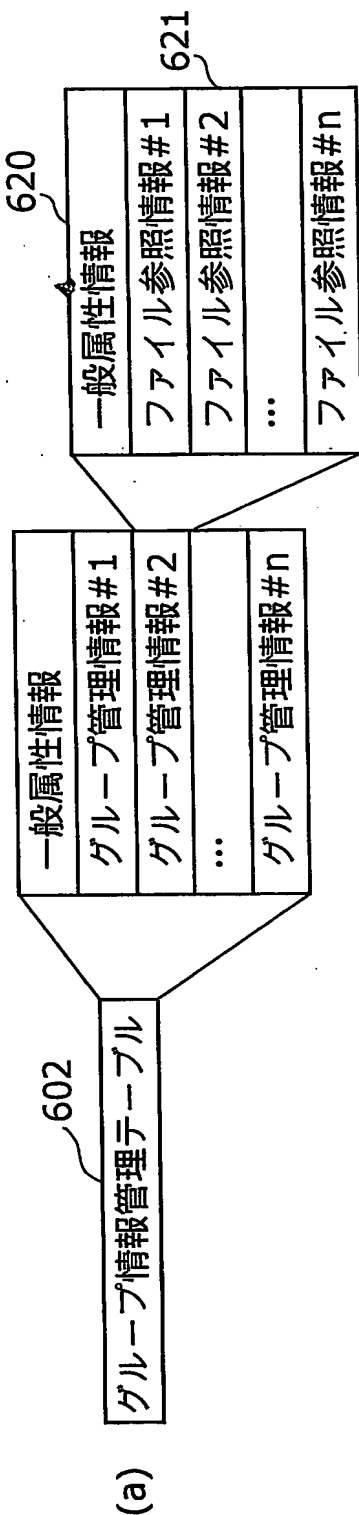 (a)
602
グループ情報管理テーブル
一般属性情報
グループ管理情報#1
グループ管理情報#2
...
グループ管理情報#n
620
一般属性情報
ファイル参照情報#1
ファイル参照情報#2
...
ファイル参照情報#n
621